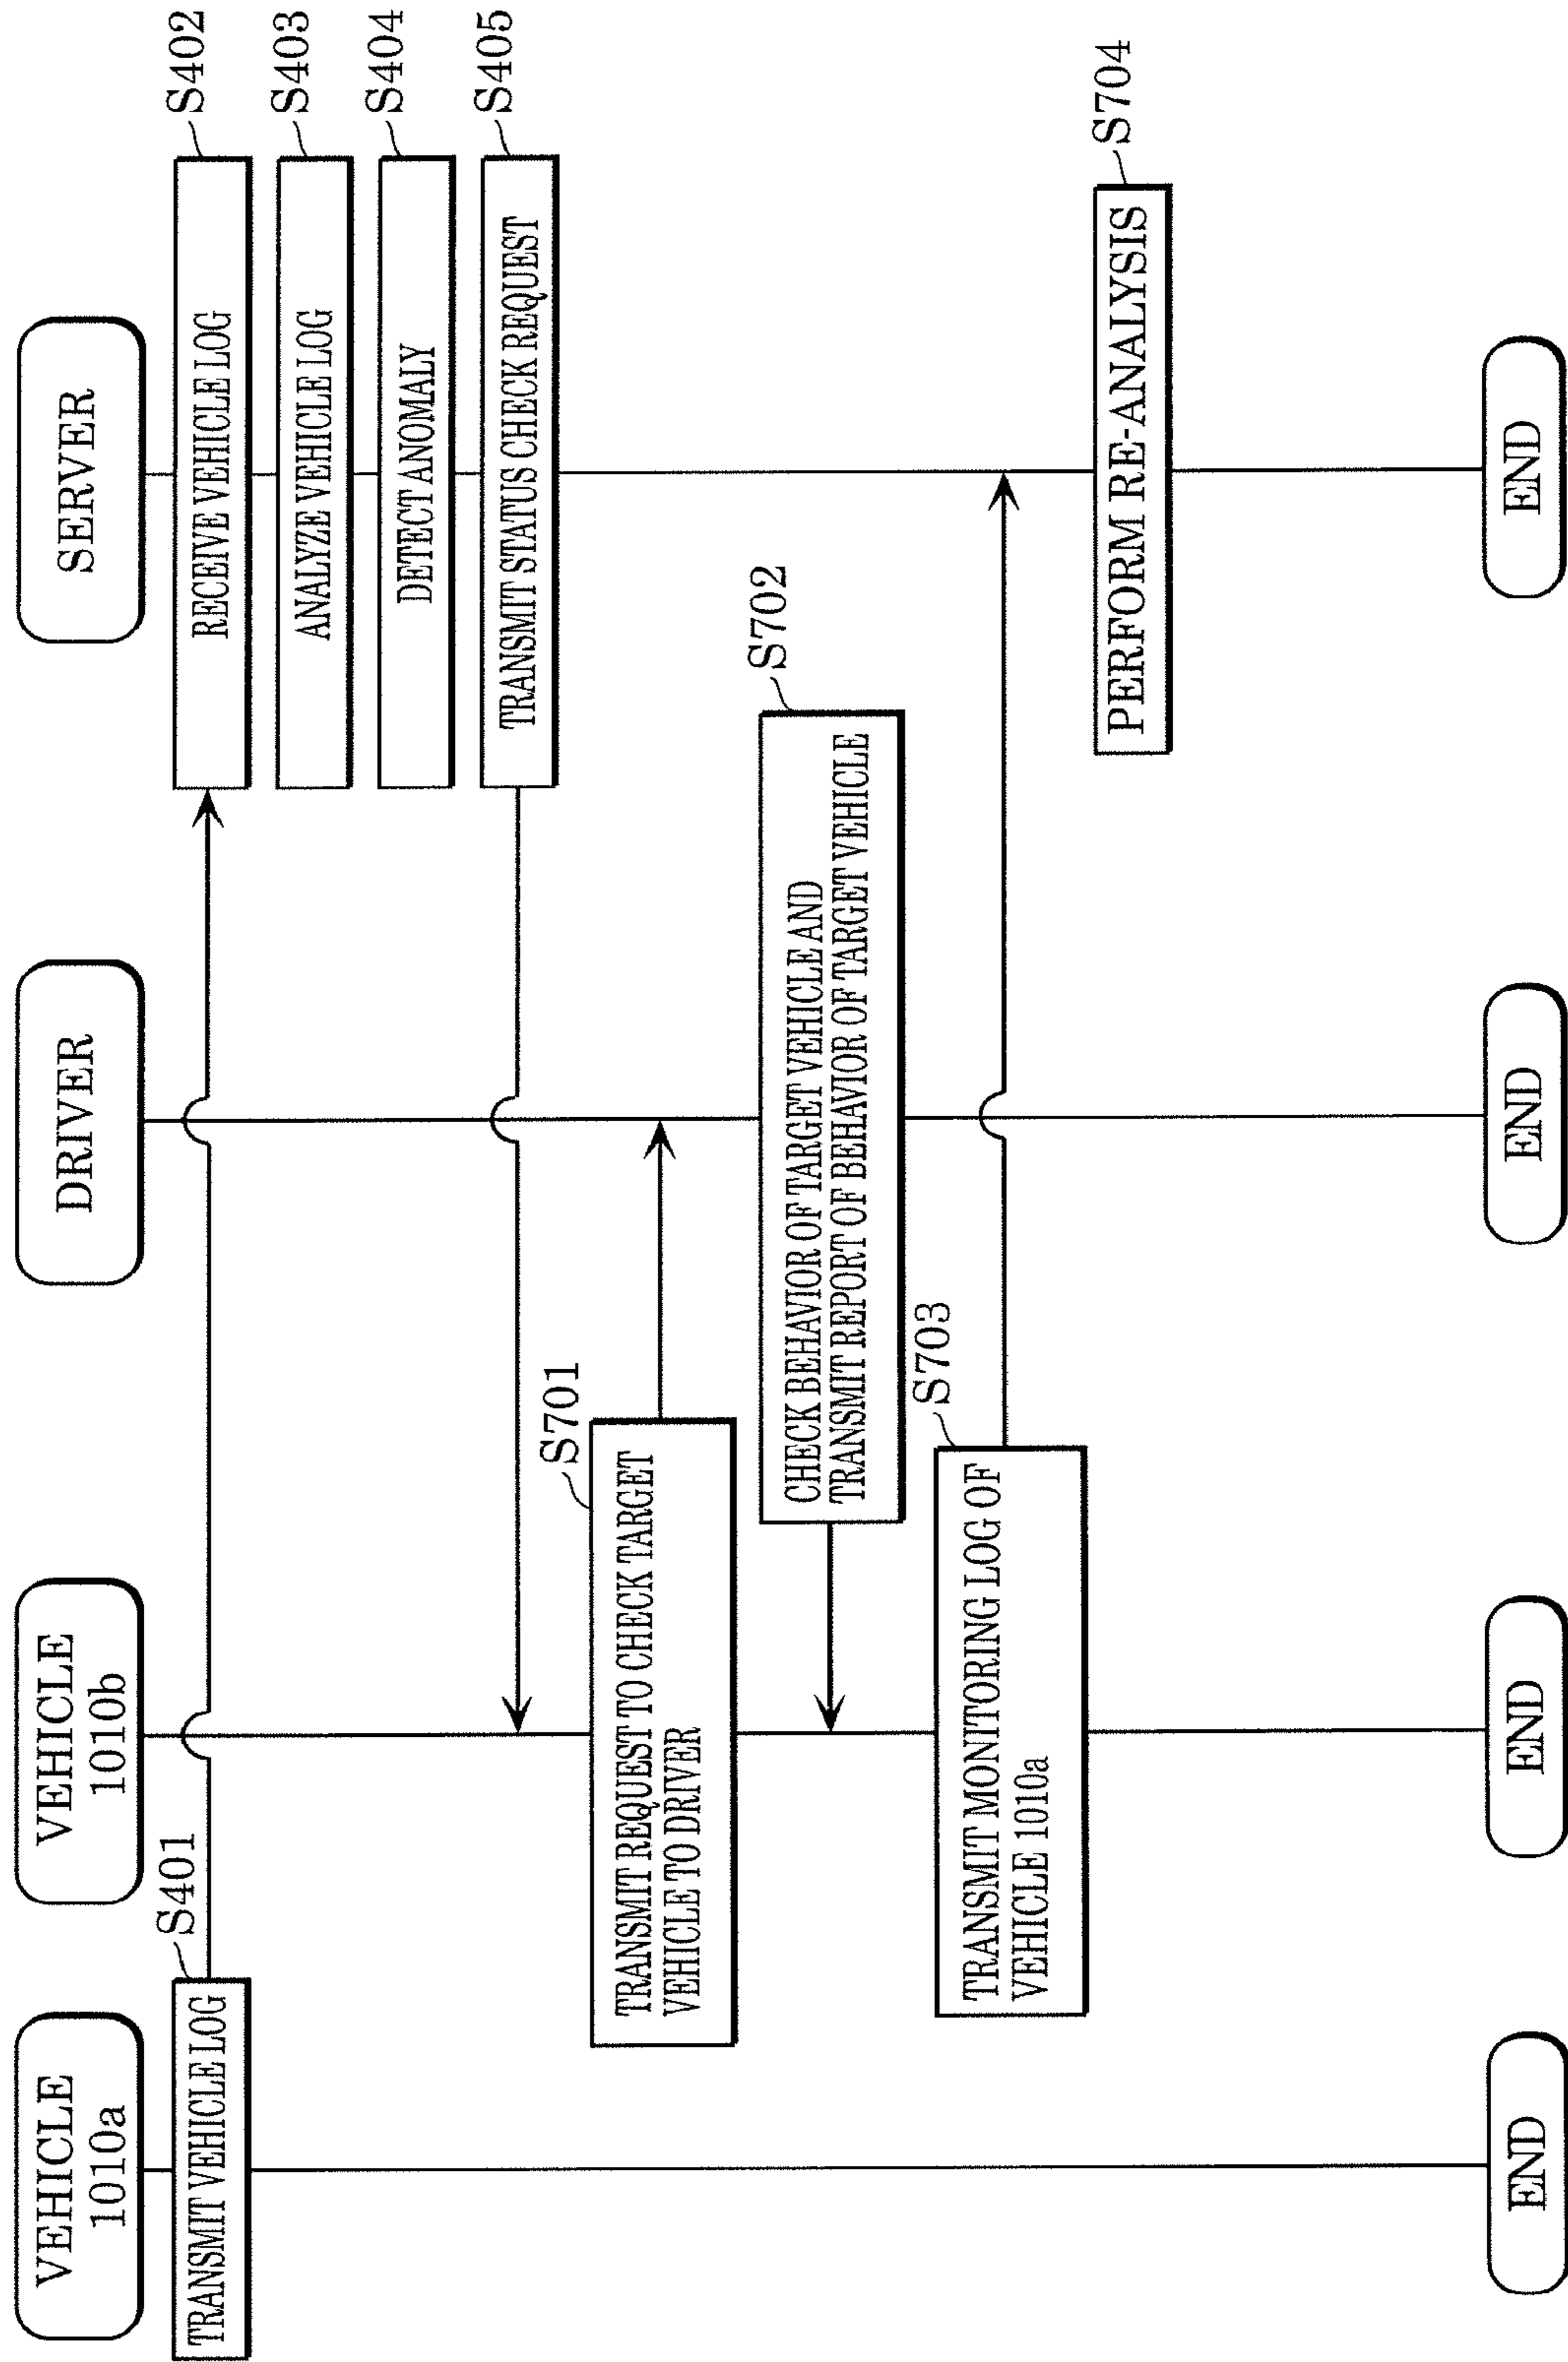 VEHICLE
1010a
VEHICLE
1010b
DRIVER
SERVER
S401
TRANSMIT VEHICLE LOG
S402
RECEIVE VEHICLE LOG
S403
ANALYZE VEHICLE LOG
S404
DETECT ANOMALY
S405
TRANSMIT STATUS CHECK REQUEST
S701
TRANSMIT REQUEST TO CHECK TARGET
VEHICLE TO DRIVER
S702
CHECK BEHAVIOR OF TARGET VEHICLE AND
TRANSMIT REPORT OF BEHAVIOR OF TARGET VEHICLE
S703
TRANSMIT MONITORING LOG OF
VEHICLE 1010a
S704
PERFORM RE-ANALYSIS
END
END
END
END